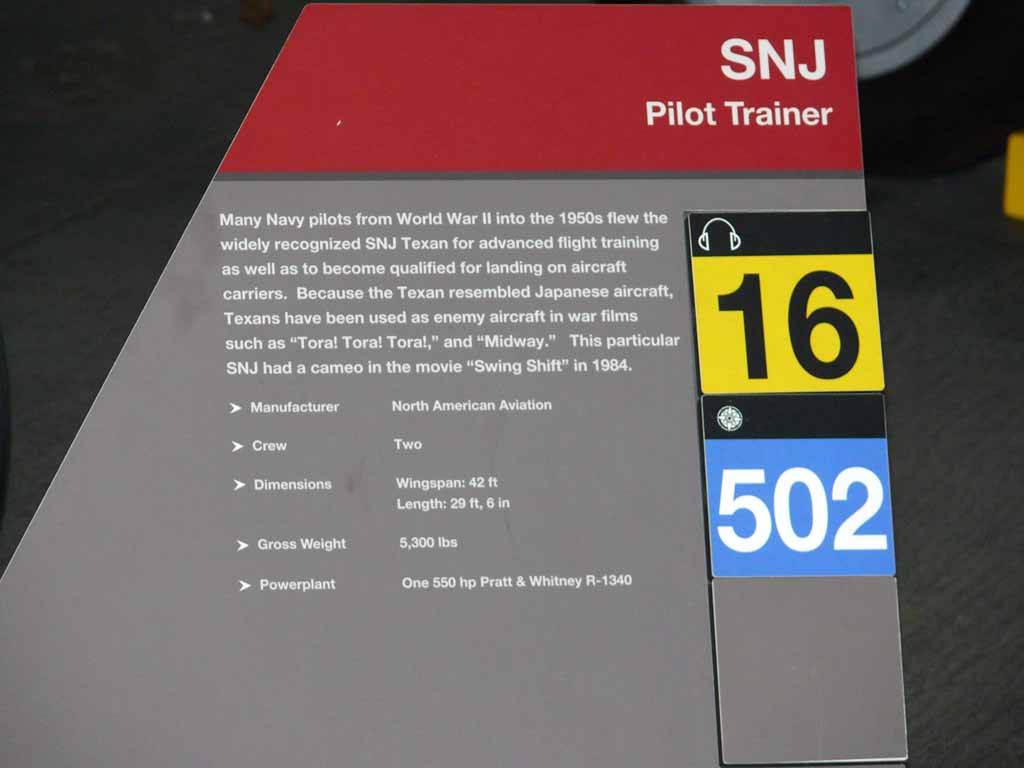 SNJ
Pilot Trainer
Many Navy pilots from World War II into the 1950s flew the
widely recognized SNJ Texan for advanced flight training
as well as to become qualified for landing on aircraft
carriers. Because the Texan resembled Japanese aircraft,
Texans have been used as enemy aircraft in war films
such as “Tora! Tora! Tora!,” and “Midway.” This particular
SNJ had a cameo in the movie “Swing Shift” in 1984.
Manufacturer North American Aviation
Crew Two
Dimensions Wingspan: 42 ft
Length: 29 ft, 6 in
Gross Weight 5,300 lbs
Powerplant One 550 hp Pratt & Whitney R-1340
16
502